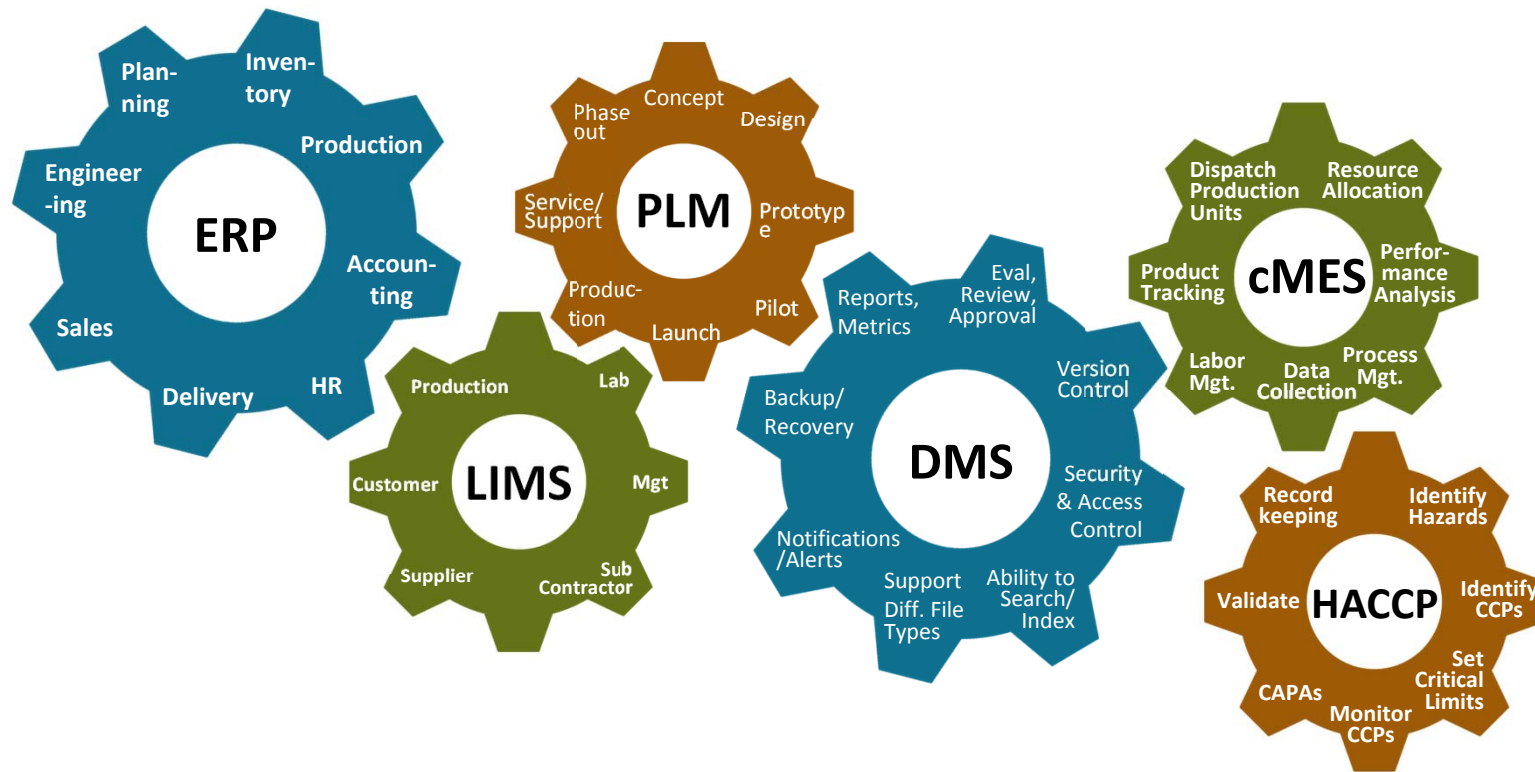 Plan-
ning
Inven-
tory
Production
Engineer
-ing
ERP
Accoun-
ting
Sales
Delivery
HR
Concept
Phase
out
Design
Service/
Support
PLM
Prototyp
e
Produc-
tion
Launch
Pilot
Production
Lab
Customer
LIMS
Mgt
Supplier
Sub
Contractor
Eval,
Review,
Approval
Reports,
Metrics
Version
Control
Backup/
Recovery
DMS
Security
& Access
Control
Notifications
/Alerts
Support
Diff. File
Types
Ability to
Search/
Index
Dispatch
Production
Units
Resource
Allocation
Product
Tracking
cMES
Perfor-
mance
Analysis
Labor
Mgt.
Data
Collection
Process
Mgt.
Record
keeping
Identify
Hazards
Validate
HACCP
Identify
CCPs
CAPAs
Monitor
CCPs
Set
Critical
Limits